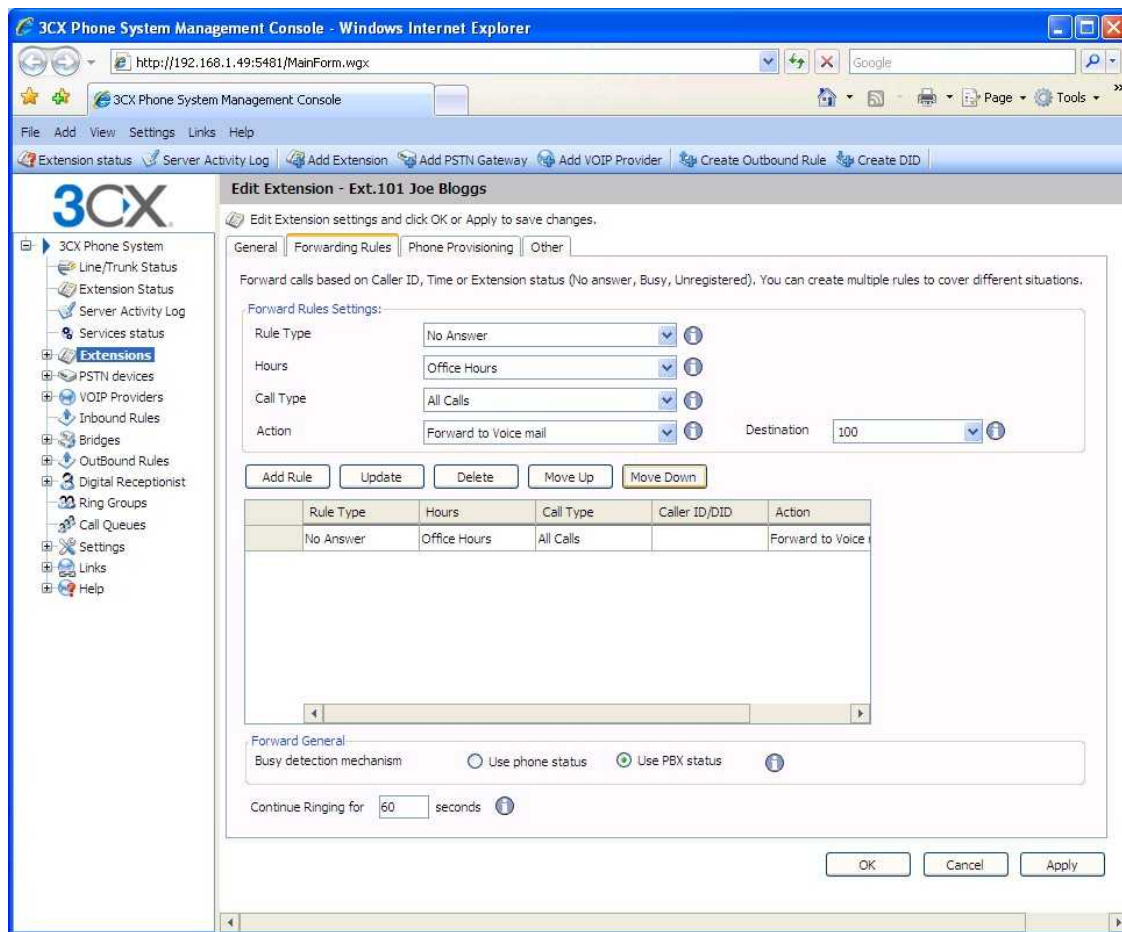 3CX Phone System Management Console - Windows Internet Explorer
http://192.168.1.49:5481/MainForm.wgx
Google
3CX Phone System Management Console
Page
Tools
»
File Add View Settings Links Help
Extension status Server Activity Log Add Extension Add PSTN Gateway Add VOIP Provider Create Outbound Rule Create DID
3CX
3CX Phone System
Line/Trunk Status
Extension Status
Server Activity Log
Services status
Extensions
PSTN devices
VOIP Providers
Inbound Rules
Bridges
OutBound Rules
Digital Receptionist
Ring Groups
Call Queues
Settings
Links
Help
Edit Extension - Ext.101 Joe Bloggs
Edit Extension settings and click OK or Apply to save changes.
General Forwarding Rules Phone Provisioning Other
Forward calls based on Caller ID, Time or Extension status (No answer, Busy, Unregistered). You can create multiple rules to cover different situations.
Forward Rules Settings:
Rule Type No Answer
Hours Office Hours
Call Type All Calls
Action Forward to Voice mail Destination 100
Add Rule Update Delete Move Up Move Down
Rule Type Hours Call Type Caller ID/DID Action
No Answer Office Hours All Calls Forward to Voice
Forward General
Busy detection mechanism Use phone status Use PBX status
Continue Ringing for 60 seconds
OK Cancel Apply